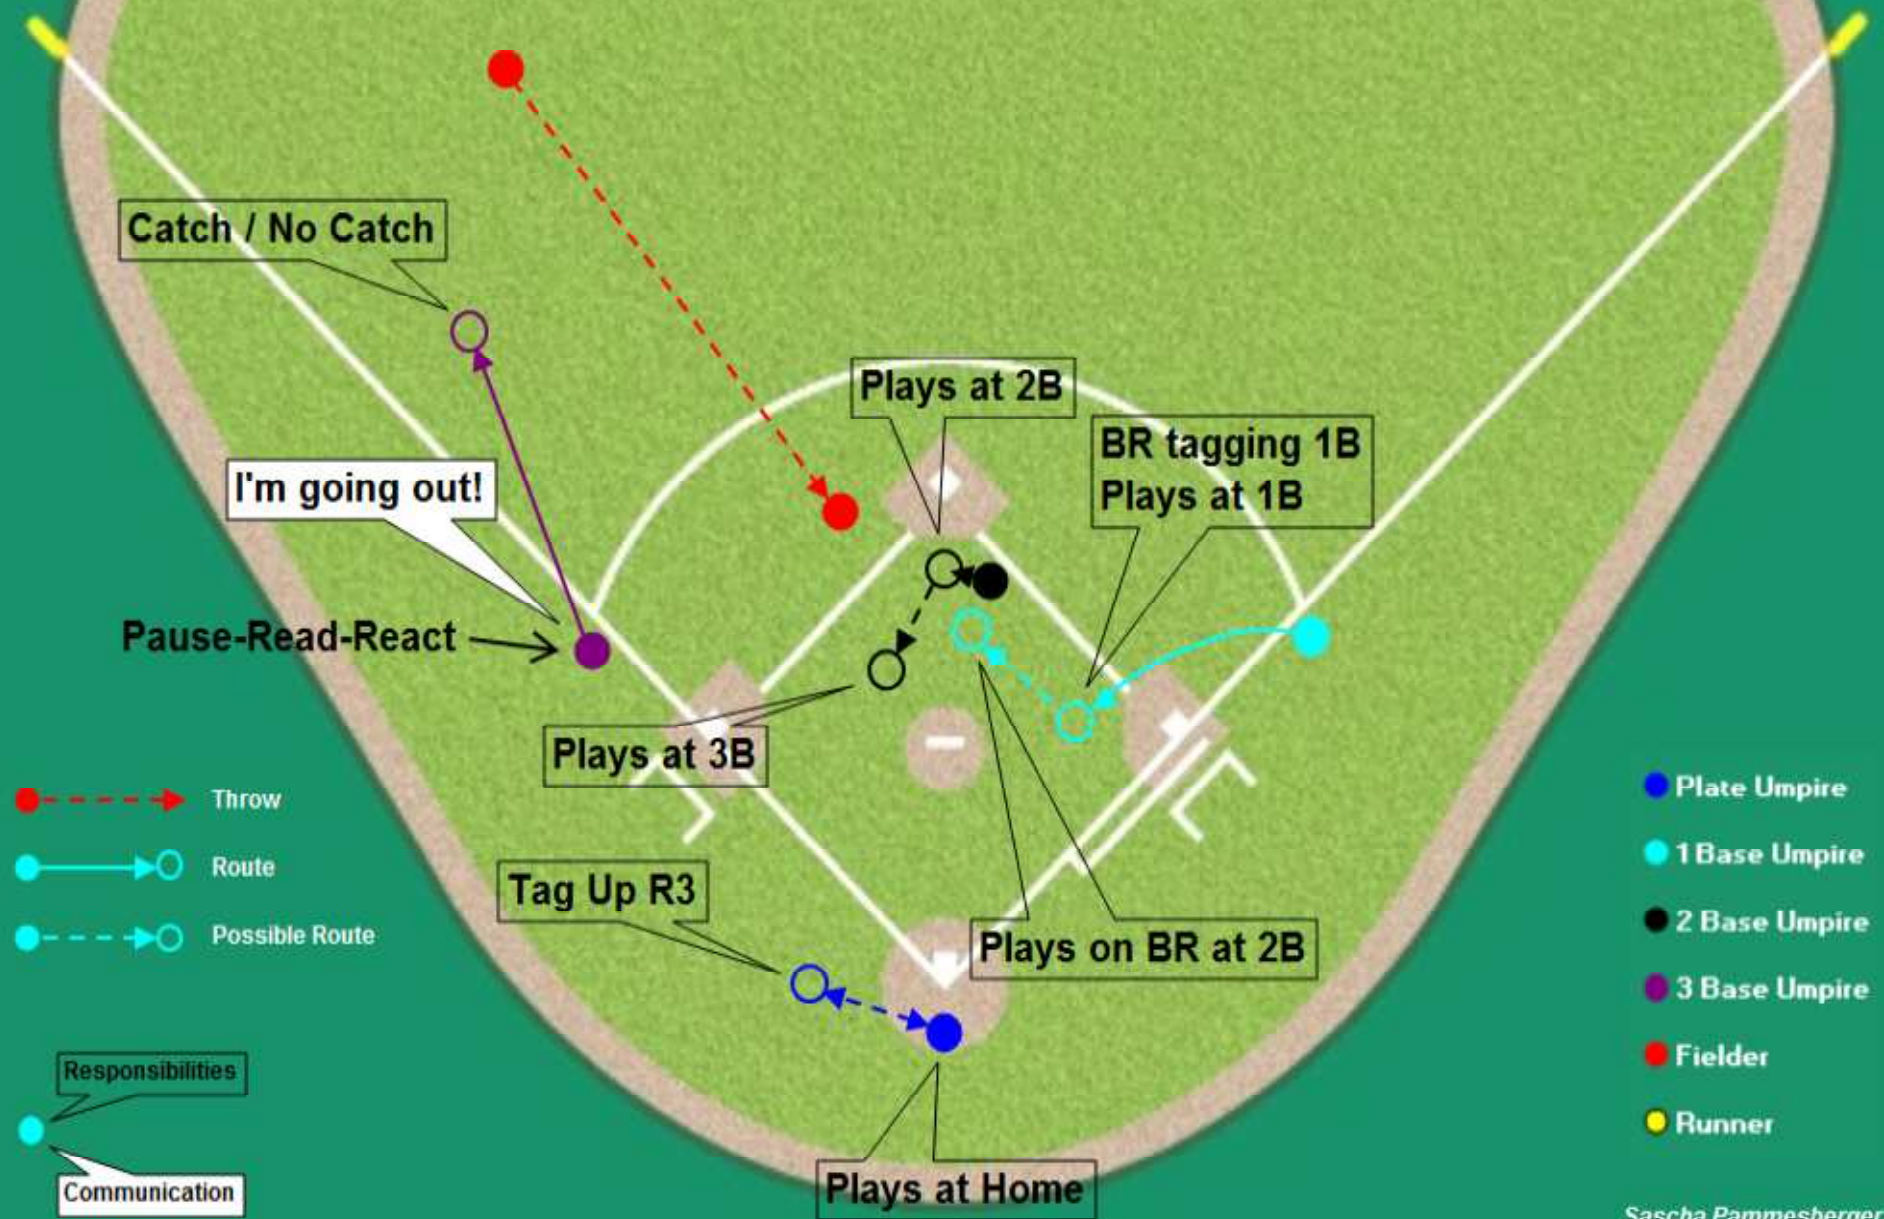 Catch / No Catch
Plays at 2B
BR tagging 1B
Plays at 1B
I'm going out!
Pause-Read-React
Plays at 3B
Throw
Route
Possible Route
Tag Up R3
Plays on BR at 2B
Plate Umpire
1 Base Umpire
2 Base Umpire
3 Base Umpire
Fielder
Runner
Responsibilities
Communication
Plays at Home
Sascha Pammesberger